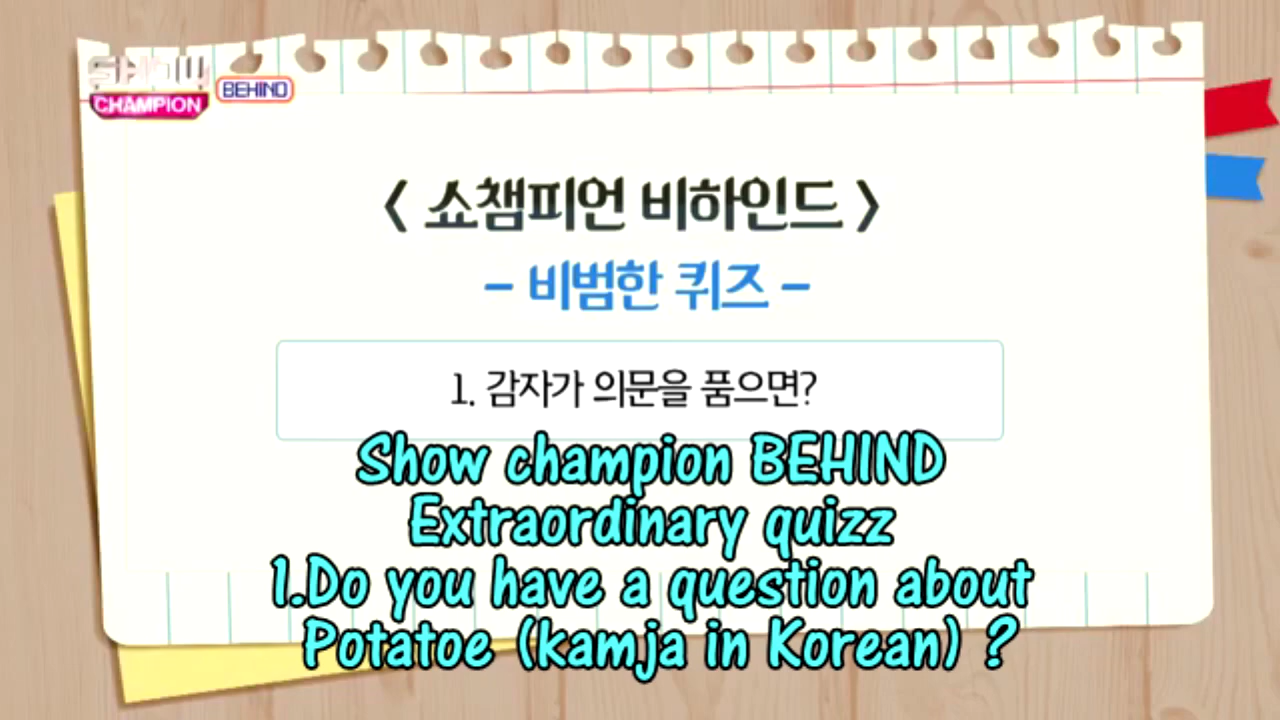 SHOW
CHAMPION
BEHIND
〈 쇼챔피언 비하인드 〉
- 비범한 퀴즈 -
1. 감자가 의문을 품으면?
Show champion BEHIND
Extraordinary quizz
1.Do you have a question about
Potatoe (kamja in Korean) ?